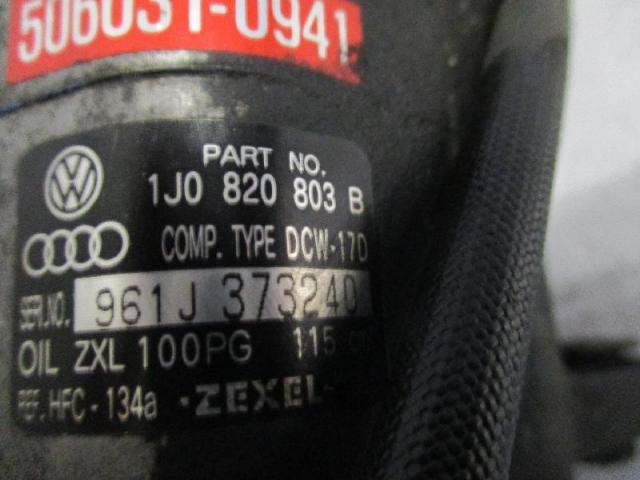 506031-0941
PART NO.
1J0 820 803 B
COMP. TYPE DCW-17D
SER.NO. 961J 373240
OIL ZXL 100PG 115
REF. HFC-134a · ZEXEL